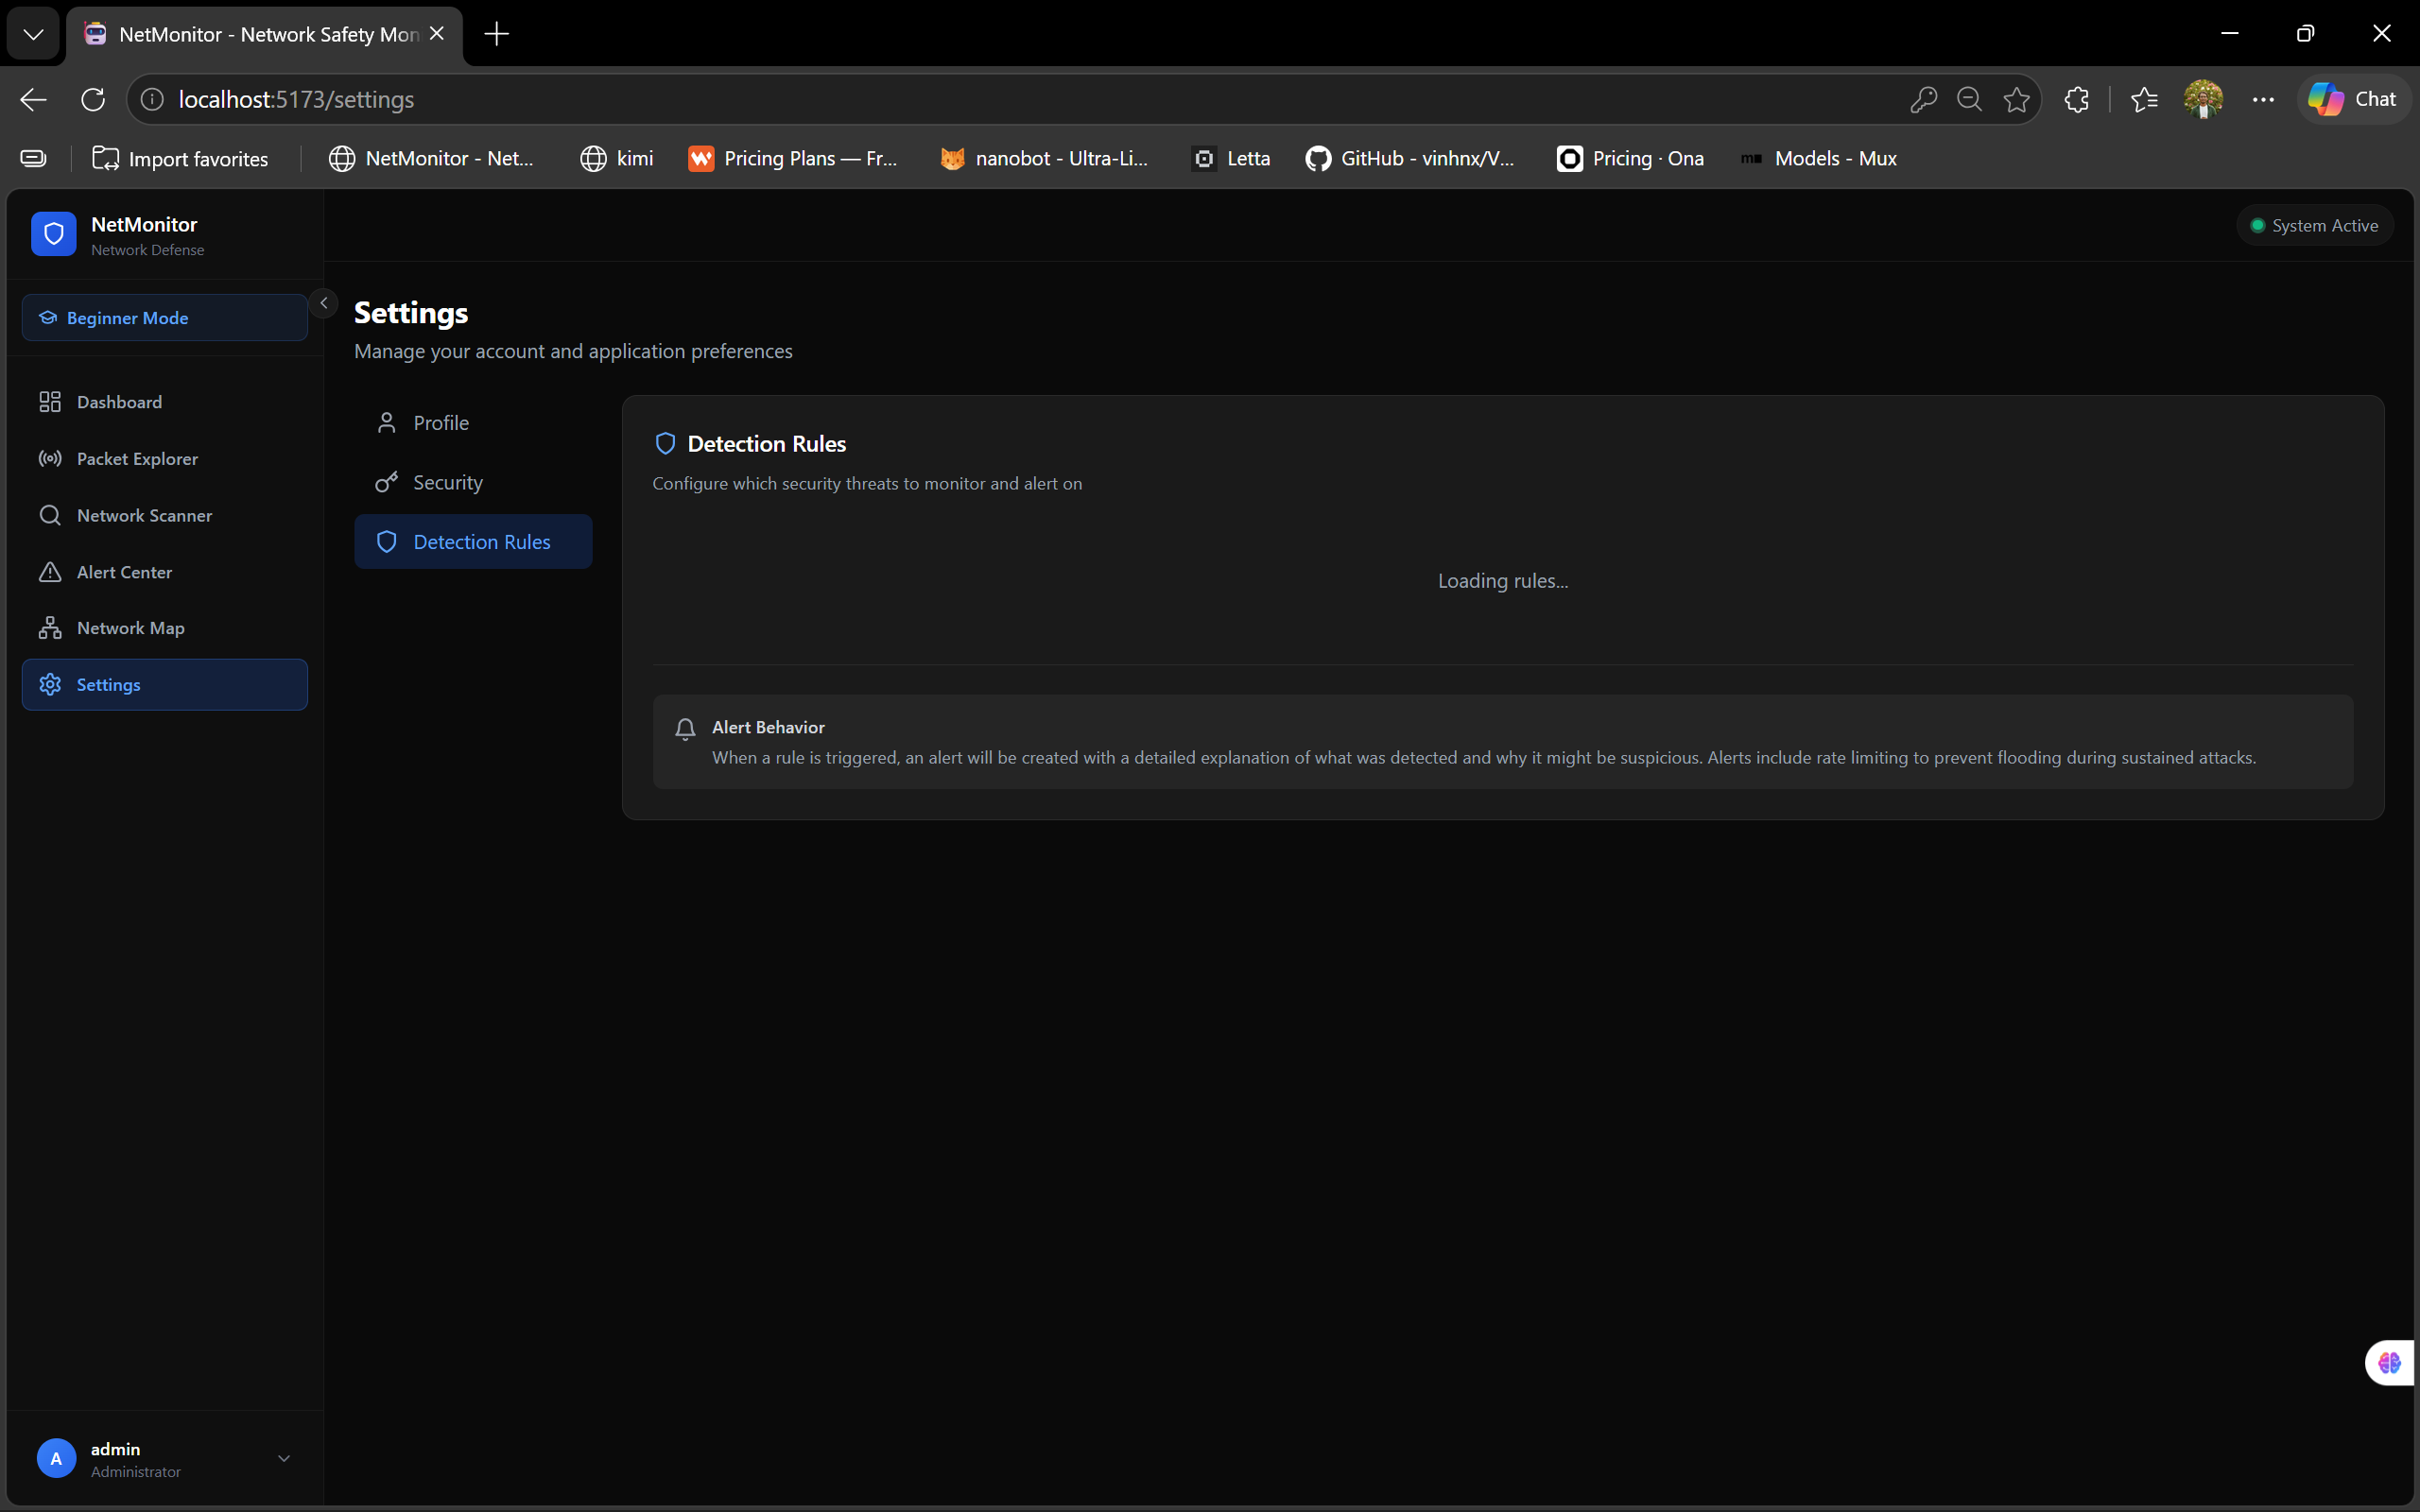 NetMonitor - Network Safety Mon
localhost:5173/settings
Chat
Import favorites
NetMonitor - Net...
kimi
Pricing Plans — Fr...
nanobot - Ultra-Li...
Letta
GitHub - vinhnx/V...
Pricing · Ona
Models - Mux
NetMonitor
Network Defense
System Active
Beginner Mode
Settings
Manage your account and application preferences
Dashboard
Packet Explorer
Network Scanner
Alert Center
Network Map
Settings
Profile
Security
Detection Rules
Detection Rules
Configure which security threats to monitor and alert on
Loading rules...
Alert Behavior
When a rule is triggered, an alert will be created with a detailed explanation of what was detected and why it might be suspicious. Alerts include rate limiting to prevent flooding during sustained attacks.
A
admin
Administrator